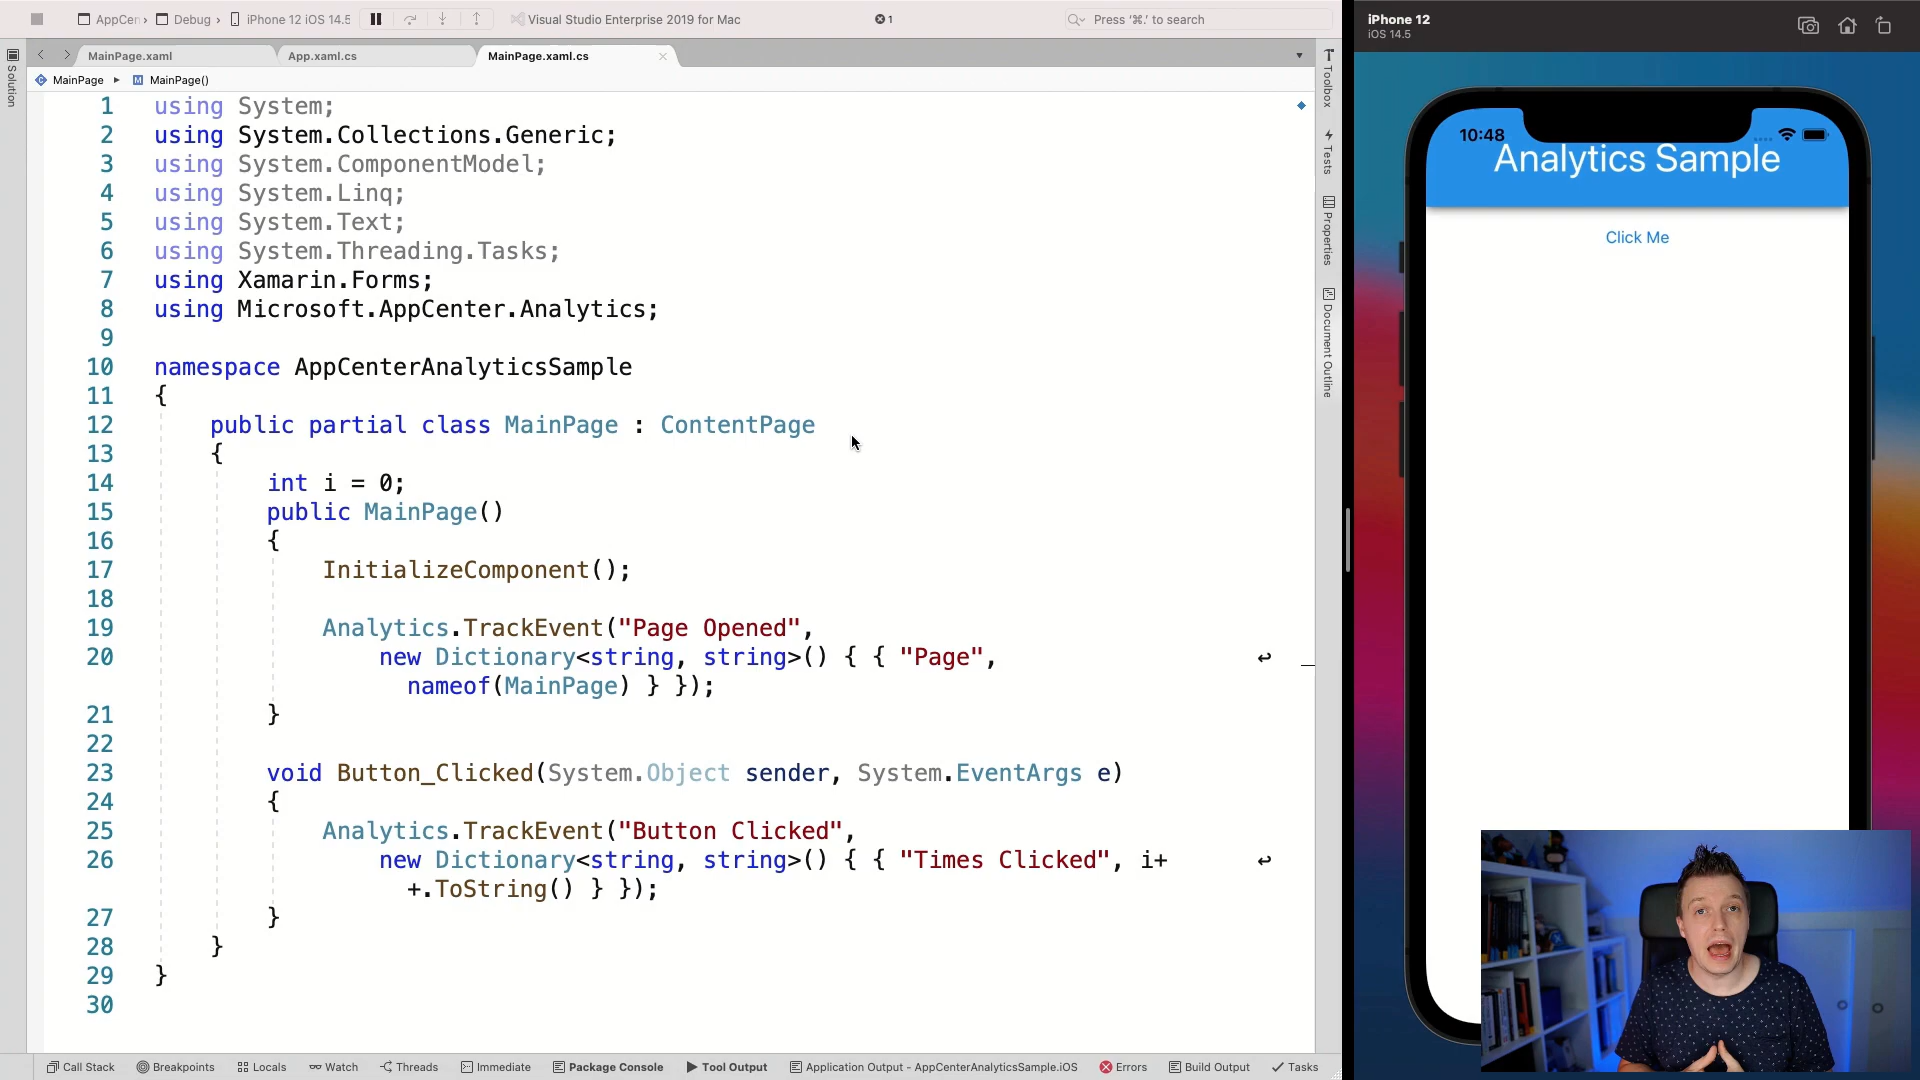 AppCen › Debug › iPhone 12 iOS 14.5 Visual Studio Enterprise 2019 for Mac 1 Press '⌘.' to search
MainPage.xaml App.xaml.cs MainPage.xaml.cs
MainPage MainPage()
Solution
1 using System;
2 using System.Collections.Generic;
3 using System.ComponentModel;
4 using System.Linq;
5 using System.Text;
6 using System.Threading.Tasks;
7 using Xamarin.Forms;
8 using Microsoft.AppCenter.Analytics;
9
10 namespace AppCenterAnalyticsSample
11 {
12 public partial class MainPage : ContentPage
13 {
14 int i = 0;
15 public MainPage()
16 {
17 InitializeComponent();
18
19 Analytics.TrackEvent("Page Opened",
20 new Dictionary<string, string>() { { "Page",
nameof(MainPage) } });
21 }
22
23 void Button_Clicked(System.Object sender, System.EventArgs e)
24 {
25 Analytics.TrackEvent("Button Clicked",
26 new Dictionary<string, string>() { { "Times Clicked", i+
+.ToString() } });
27 }
28 }
29 }
30
Toolbox
Tests
Properties
Document Outline
Call Stack Breakpoints Locals Watch Threads Immediate Package Console Tool Output Application Output - AppCenterAnalyticsSample.iOS Errors Build Output Tasks
iPhone 12
iOS 14.5
10:48
Analytics Sample
Click Me